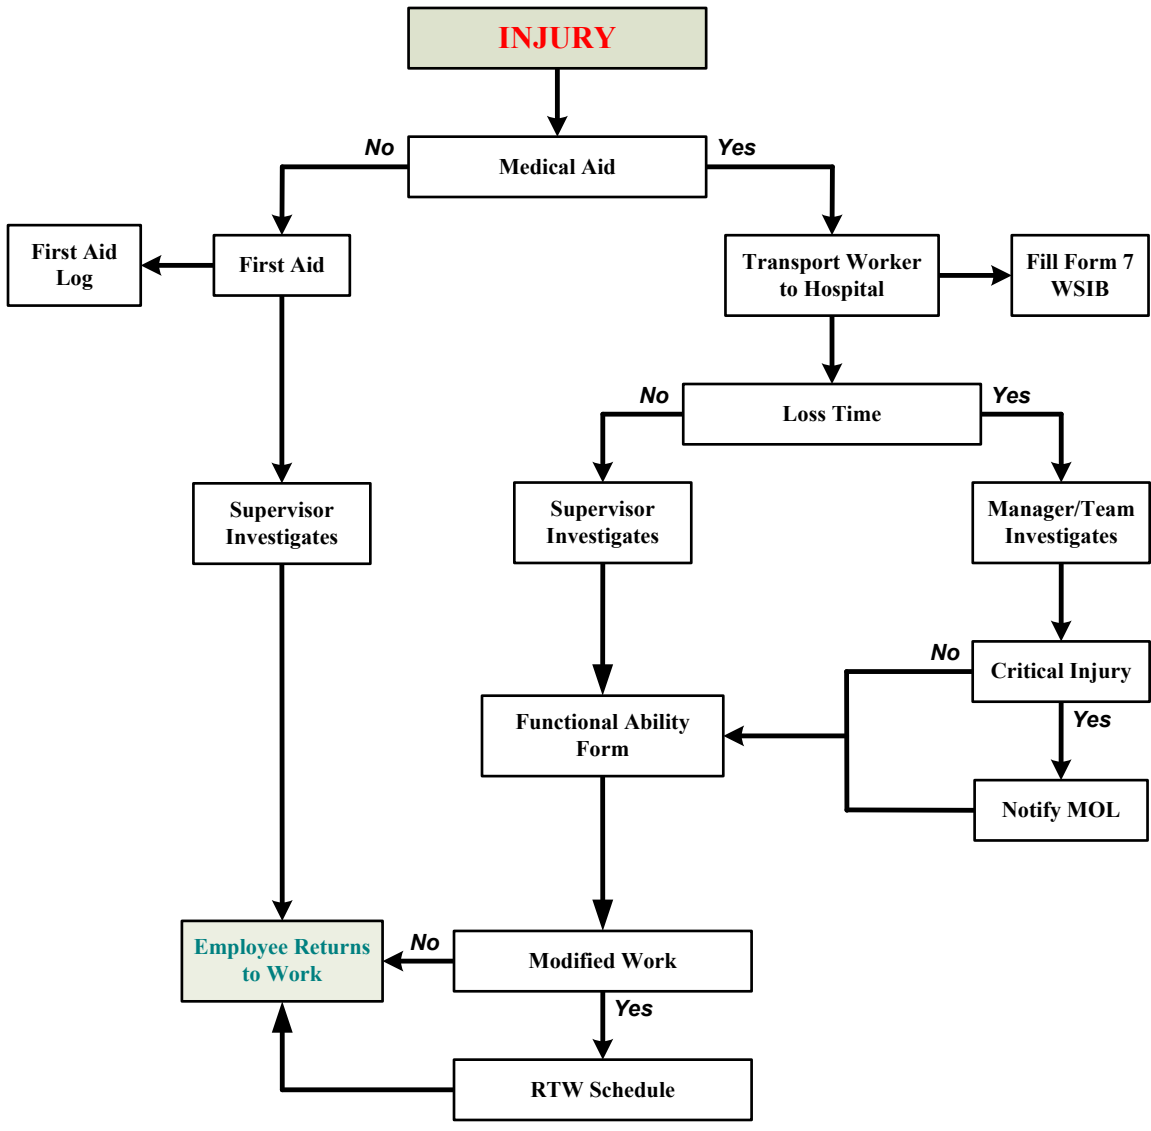 INJURY
No
Yes
Medical Aid
First Aid
Log
First Aid
Transport Worker
to Hospital
Fill Form 7
WSIB
No
Yes
Loss Time
Supervisor
Investigates
Supervisor
Investigates
Manager/Team
Investigates
No
Critical Injury
Yes
Functional Ability
Form
Notify MOL
Employee Returns
to Work
No
Modified Work
Yes
RTW Schedule